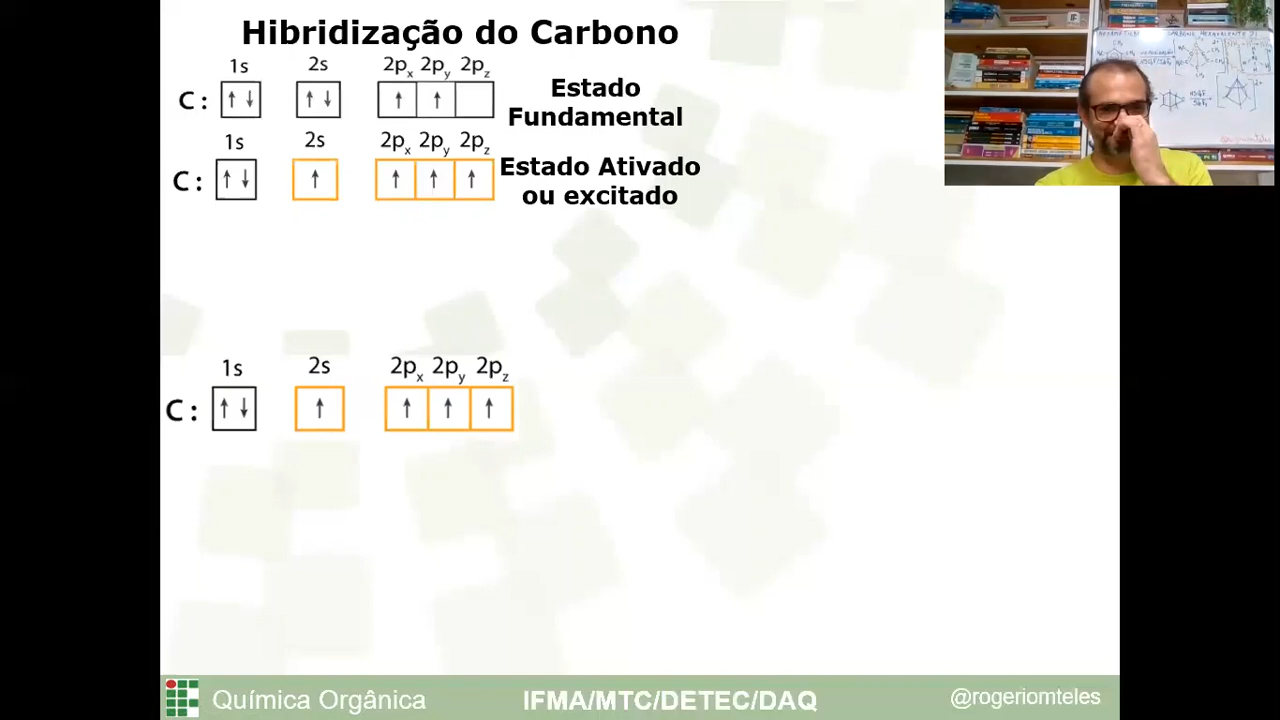 Hibridização do Carbono
1s 2s 2px 2py 2pz
C: ↑↓ ↑↓ ↑ ↑
Estado
Fundamental
1s 2s 2px 2py 2pz
C: ↑↓ ↑ ↑ ↑ ↑
Estado Ativado
ou excitado
1s 2s 2px 2py 2pz
C: ↑↓ ↑ ↑ ↑ ↑
Química Orgânica
IFMA/MTC/DETEC/DAQ
@rogeriomteles